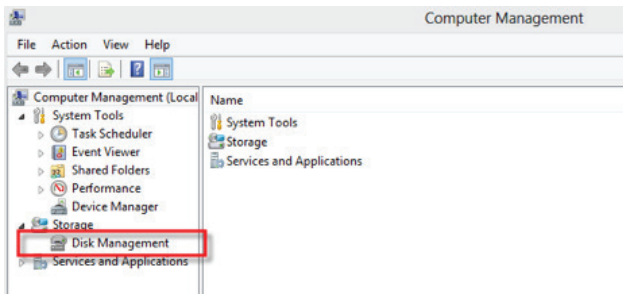 Computer Management
File Action View Help
Computer Management (Local
System Tools
Task Scheduler
Event Viewer
Shared Folders
Performance
Device Manager
Storage
Disk Management
Services and Applications
Name
System Tools
Storage
Services and Applications